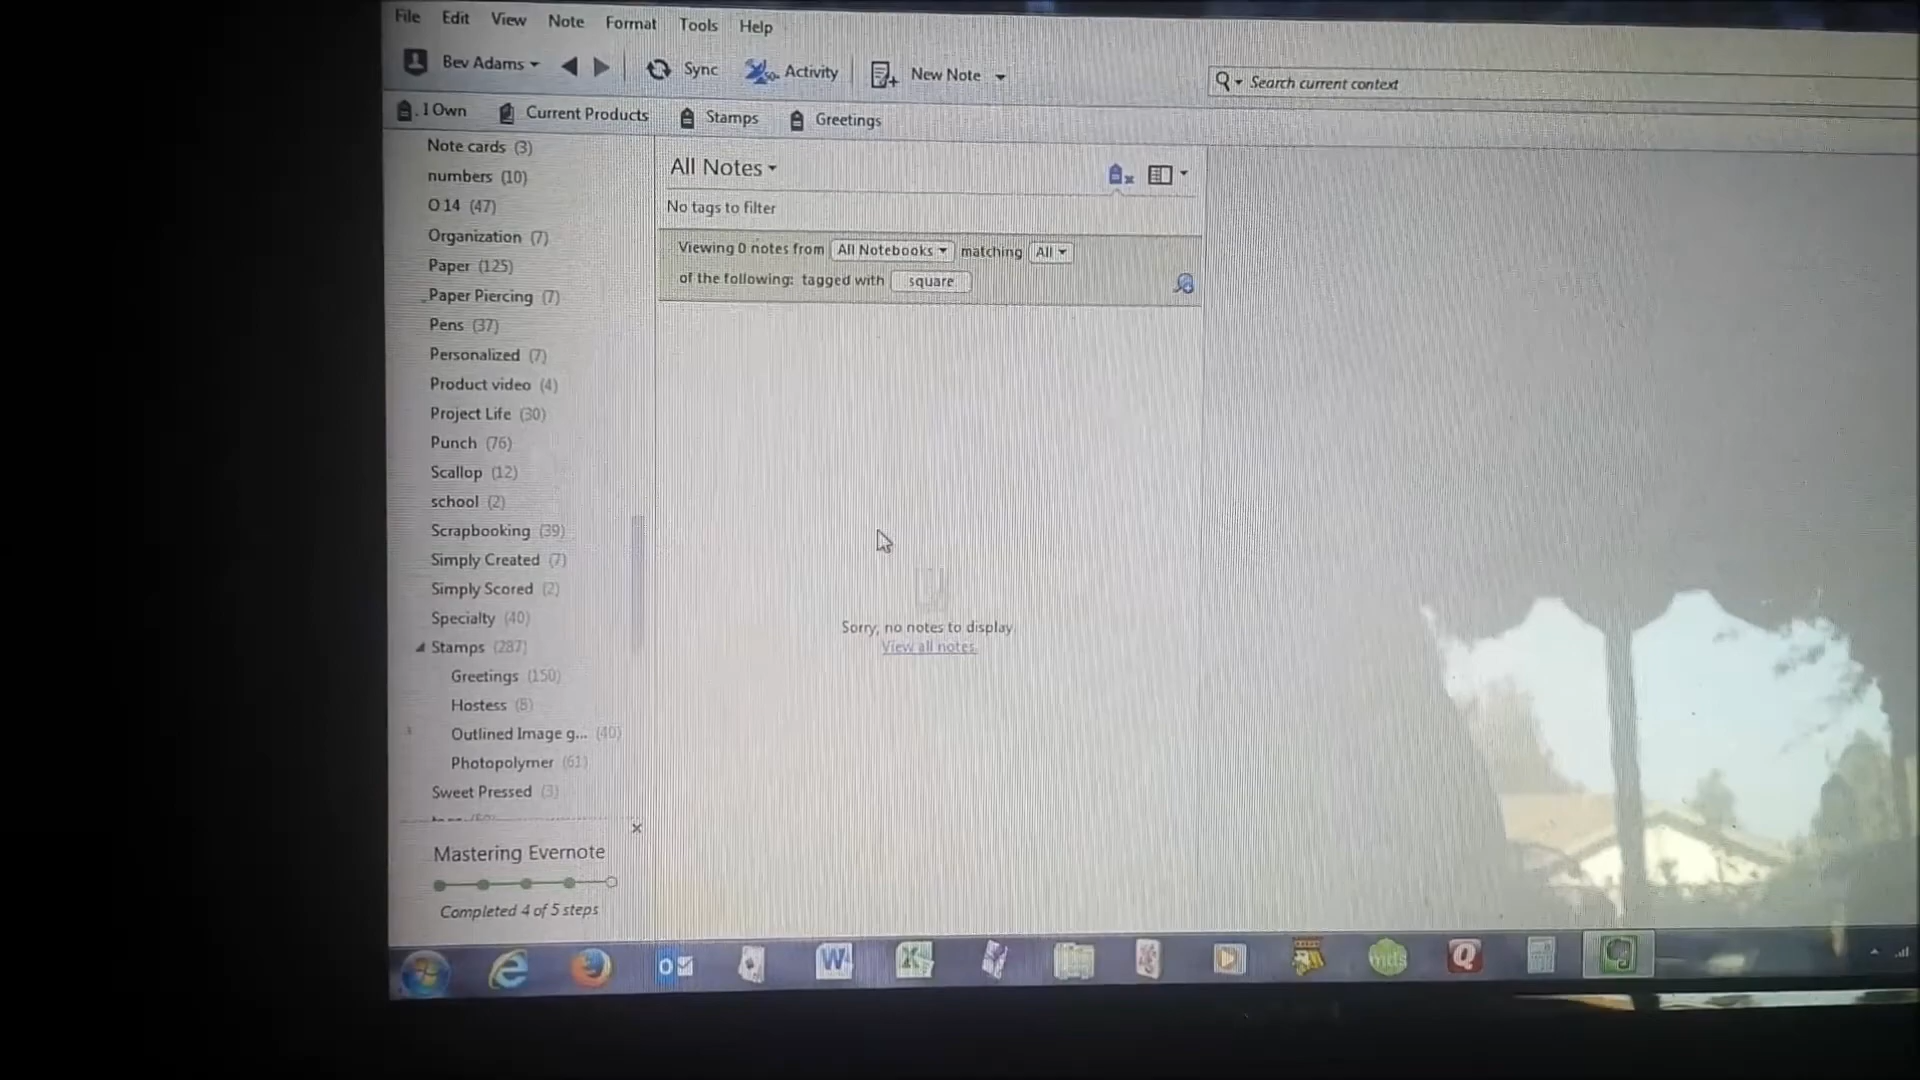 File Edit View Note Format Tools Help
Bev Adams Sync Activity New Note Search current context
. I Own Current Products Stamps Greetings
Note cards (3)
numbers (10)
O 14 (47)
Organization (7)
Paper (125)
Paper Piercing (7)
Pens (37)
Personalized (7)
Product video (4)
Project Life (30)
Punch (76)
Scallop (12)
school (2)
Scrapbooking (39)
Simply Created (7)
Simply Scored (2)
Specialty (40)
Stamps (287)
Greetings (150)
Hostess (8)
Outlined Image g... (40)
Photopolymer (61)
Sweet Pressed (3)
Mastering Evernote
Completed 4 of 5 steps
All Notes
No tags to filter
Viewing 0 notes from All Notebooks matching All
of the following: tagged with square
Sorry, no notes to display.
View all notes.
mds